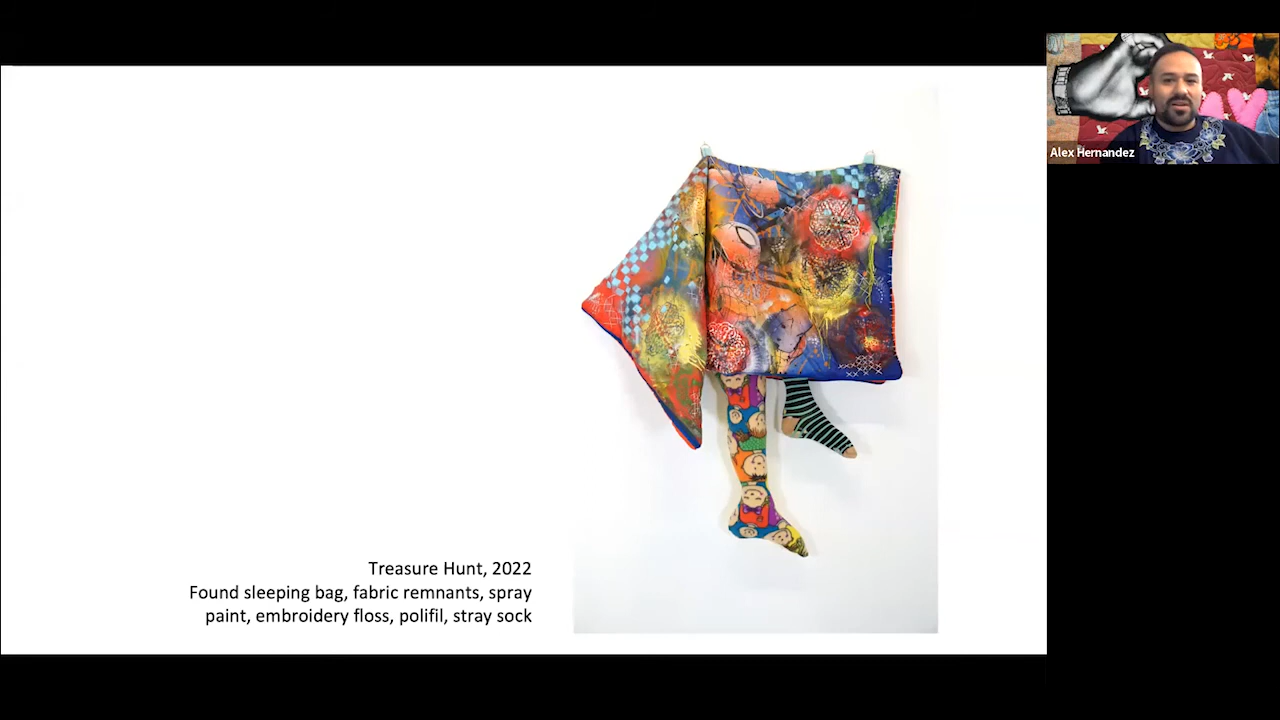 Alex Hernandez
Treasure Hunt, 2022
Found sleeping bag, fabric remnants, spray
paint, embroidery floss, polifil, stray sock